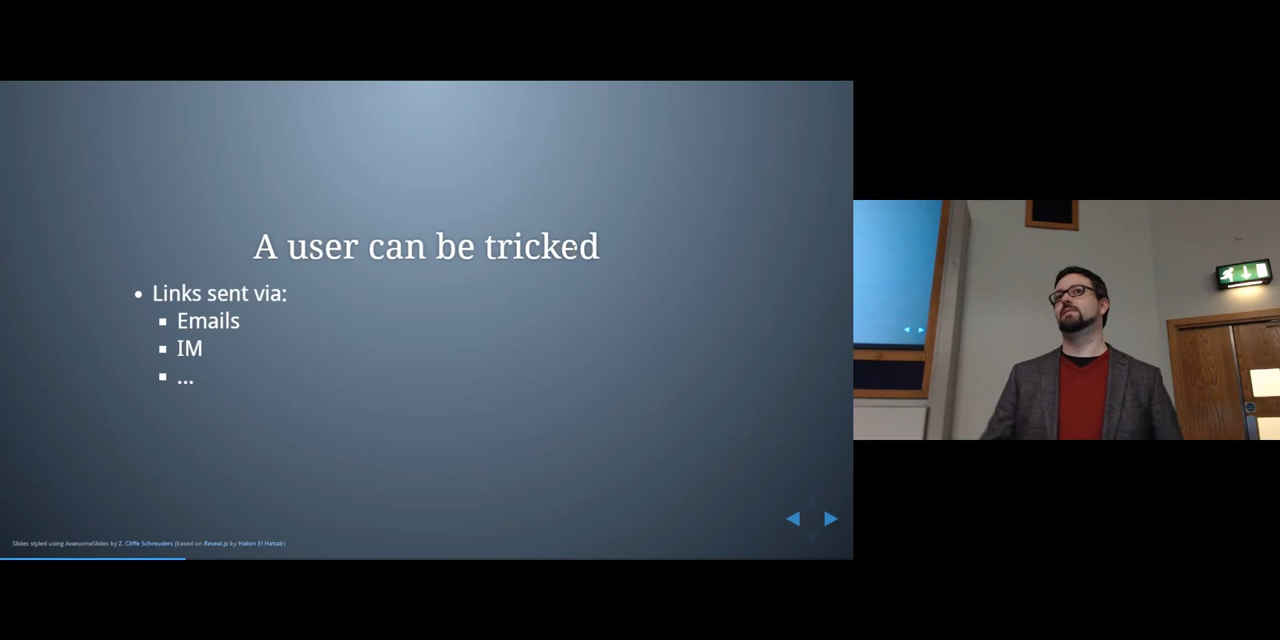 A user can be tricked
• Links sent via:
▪ Emails
▪ IM
▪ ...
Slides styled using AwesomeSlides by Z. Cliffe Schreuders (based on Reveal.js by Hakim El Hattak)